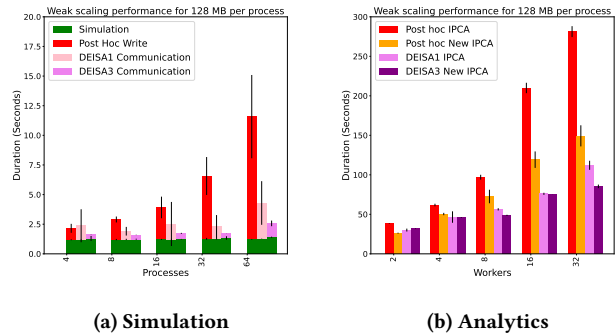 Weak scaling performance for 128 MB per process
20.0
17.5
15.0
12.5
10.0
7.5
5.0
2.5
0.0
Duration (Seconds)
Simulation
Post Hoc Write
DEISA1 Communication
DEISA3 Communication
4
8
16
32
64
Processes
(a) Simulation
Weak scaling performance for 128 MB per process
300
250
200
150
100
50
0
Duration (Seconds)
Post hoc IPCA
Post hoc New IPCA
DEISA1 IPCA
DEISA3 New IPCA
2
4
8
16
32
Workers
(b) Analytics